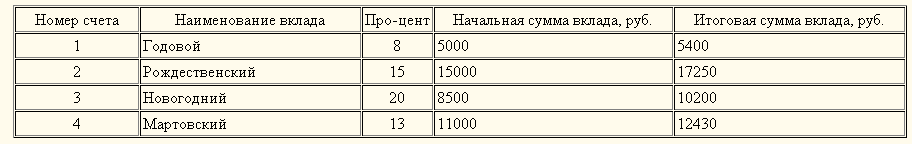 Номер счета Наименование вклада Про-цент Начальная сумма вклада, руб. Итоговая сумма вклада, руб.
1 Годовой 8 5000 5400
2 Рождественский 15 15000 17250
3 Новогодний 20 8500 10200
4 Мартовский 13 11000 12430